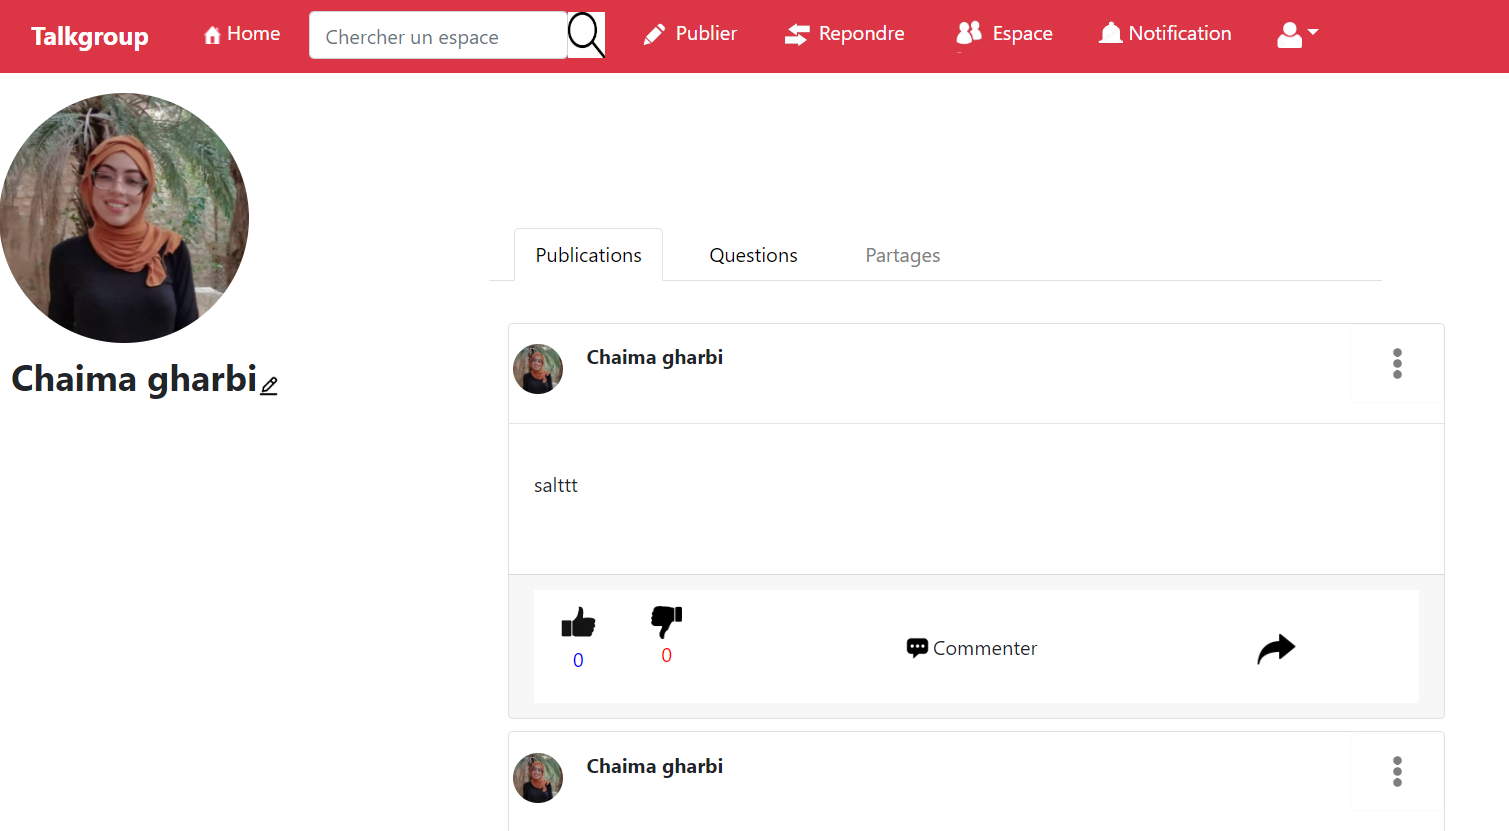 Talkgroup
Home
Chercher un espace
Publier
Repondre
Espace
Notification
Chaima gharbi
Publications
Questions
Partages
Chaima gharbi
salttt
0
0
Commenter
Chaima gharbi